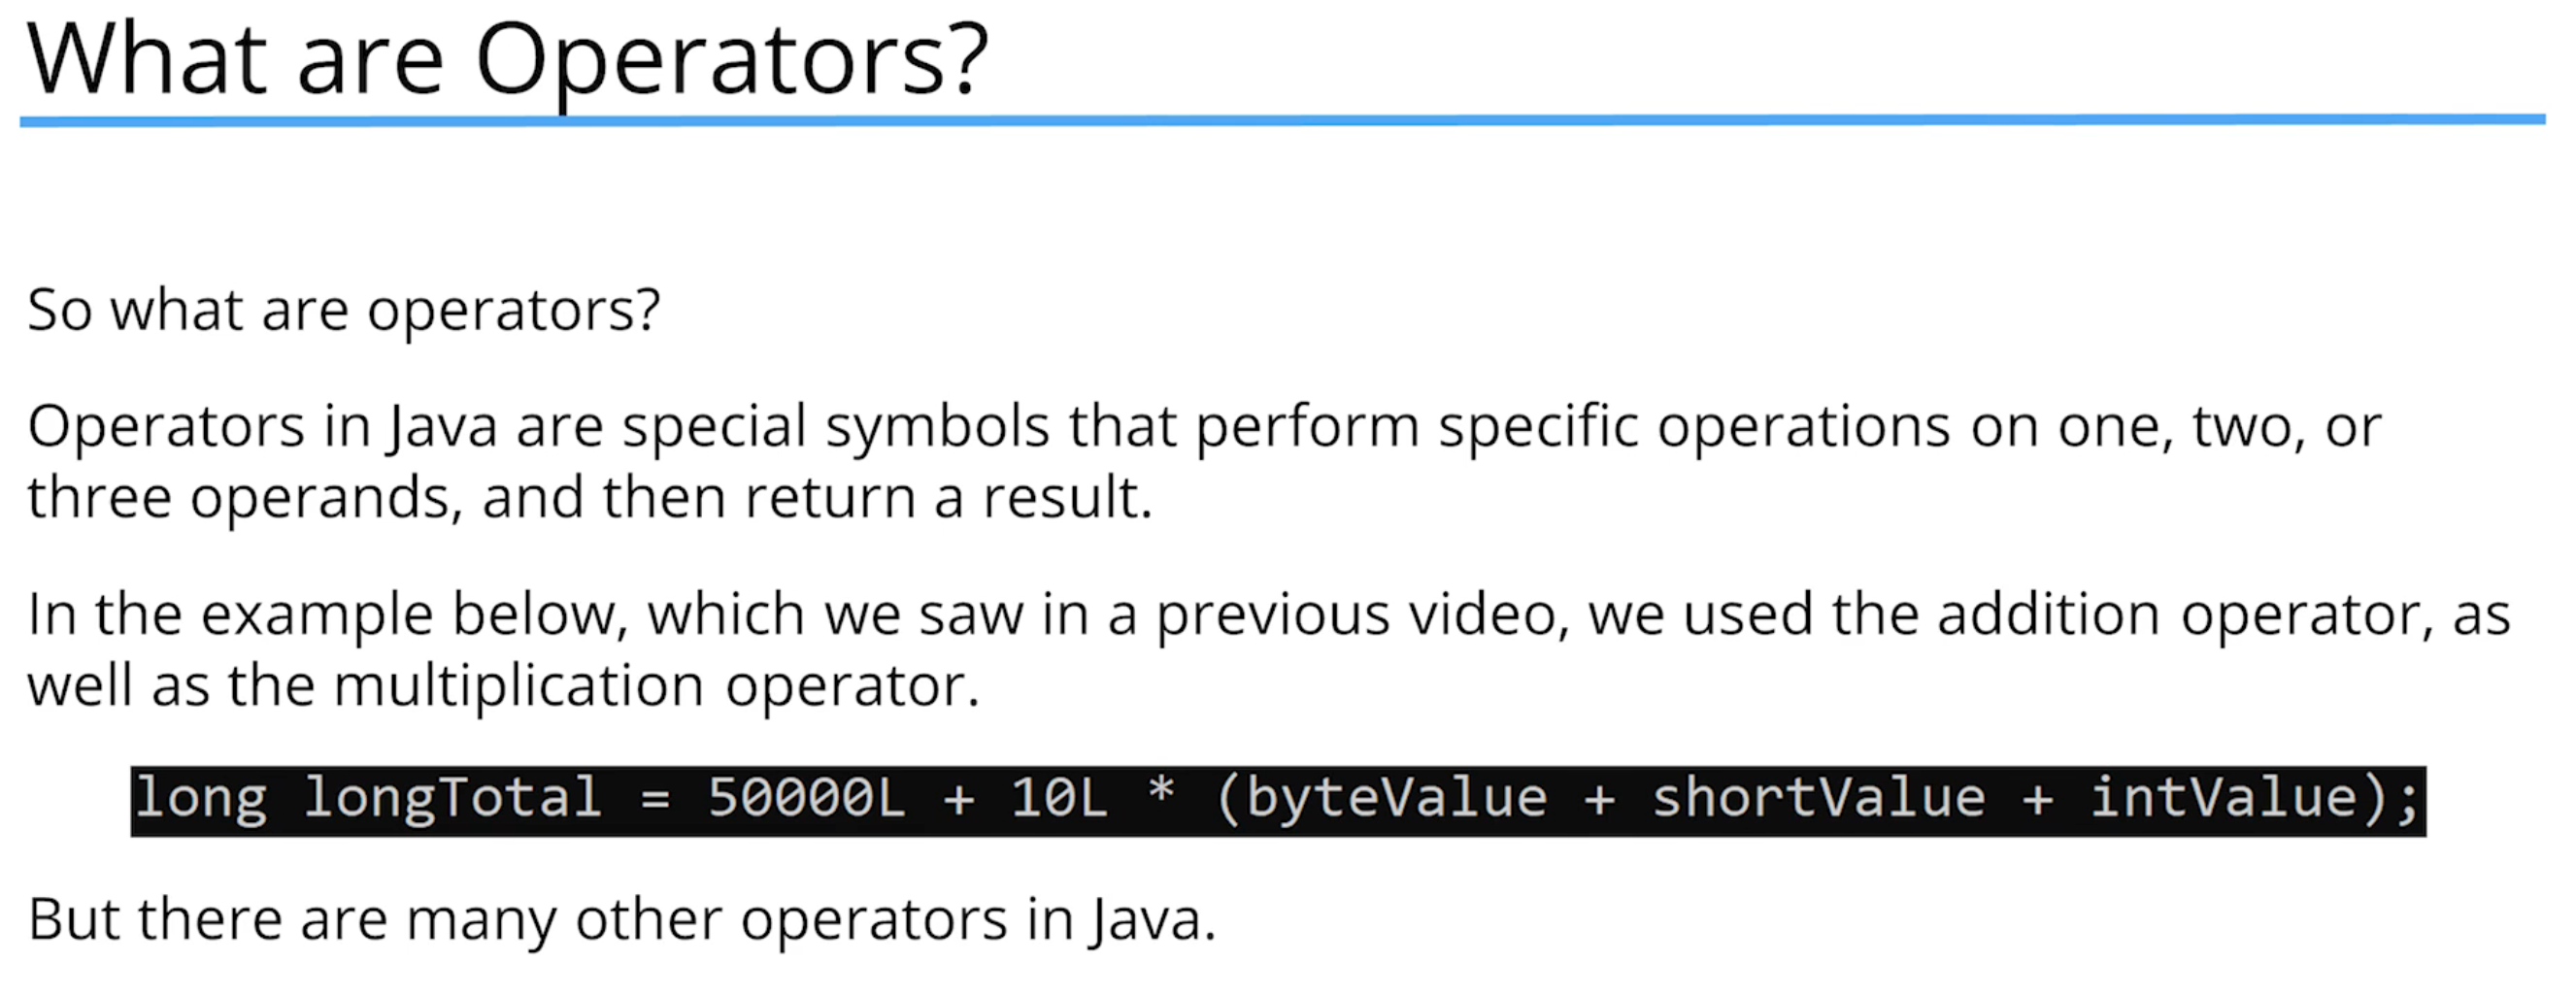 What are Operators?
So what are operators?
Operators in Java are special symbols that perform specific operations on one, two, or
three operands, and then return a result.
In the example below, which we saw in a previous video, we used the addition operator, as
well as the multiplication operator.
long longTotal = 50000L + 10L * (byteValue + shortValue + intValue);
But there are many other operators in Java.